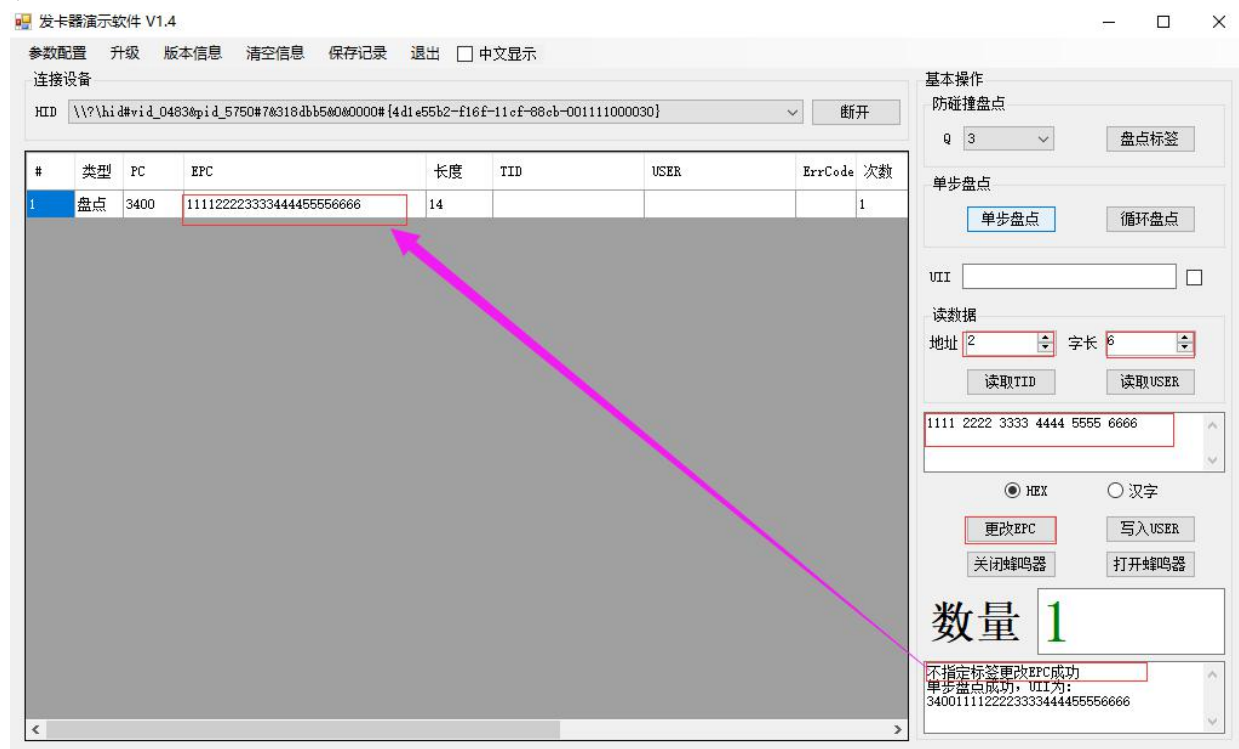 发卡器演示软件 V1.4
参数配置 升级 版本信息 清空信息 保存记录 退出 中文显示
连接设备
HID \\?\hid#vid_0483&pid_5750#7&318dbb5&0&0000#{4d1e55b2-f16f-11cf-88cb-001111000030} 断开
# 类型 PC EPC 长度 TID USER ErrCode 次数
1 盘点 3400 111122223333444455556666 14 1
基本操作
防碰撞盘点
Q 3 盘点标签
单步盘点
单步盘点 循环盘点
UII
读数据
地址 2 字长 6
读取TID 读取USER
1111 2222 3333 4444 5555 6666
HEX 汉字
更改EPC 写入USER
关闭蜂鸣器 打开蜂鸣器
数量 1
不指定标签更改EPC成功
单步盘点成功，UII为：
3400111122223333444455556666